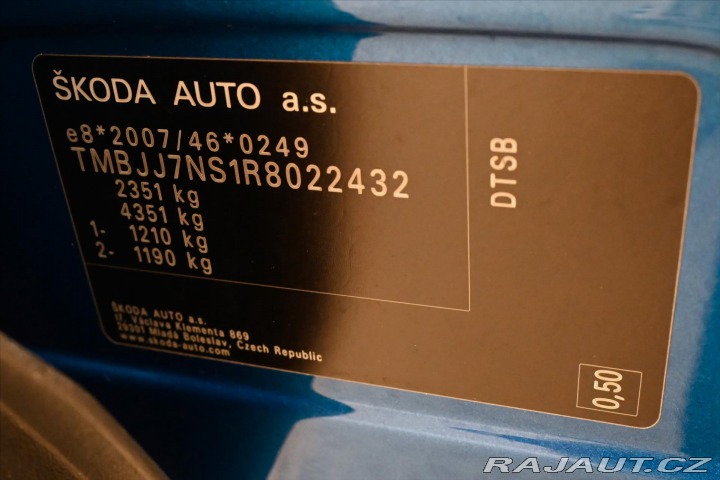 ŠKODA AUTO a.s.
e8*2007/46*0249
TMBJJ7NS1R8022432
2351 kg
4351 kg
1- 1210 kg
2- 1190 kg
DTSB
ŠKODA AUTO a.s.
tř. Václava Klementa 869
29301 Mladá Boleslav, Czech Republic
www.skoda-auto.com
0,50
RAJAUT.CZ